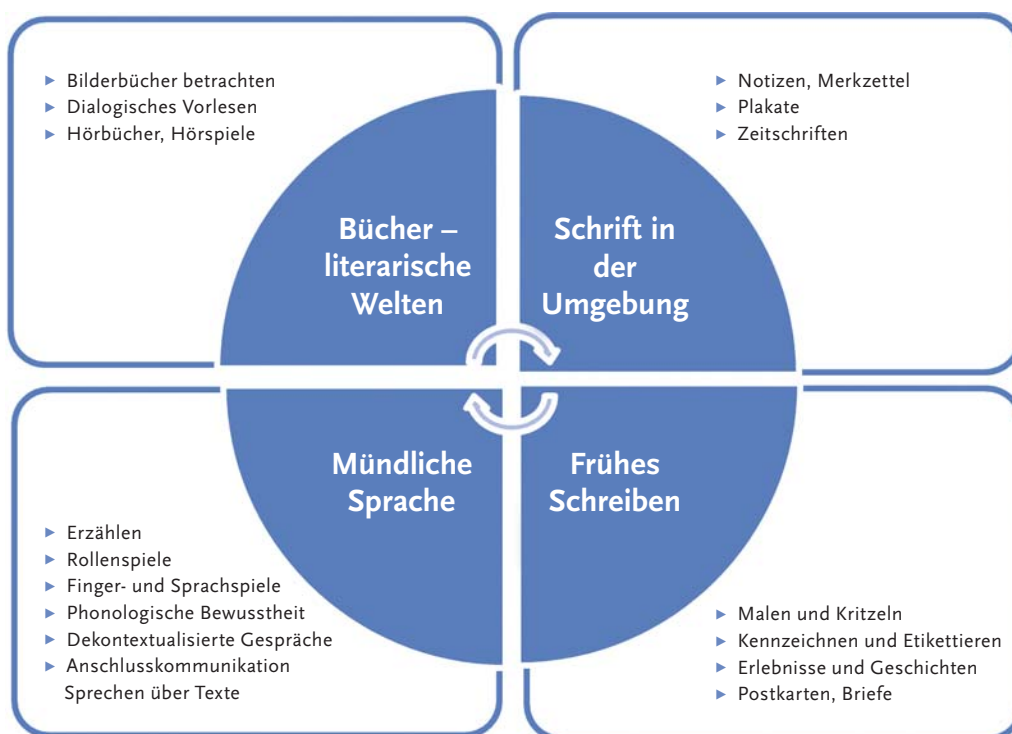 ▶ Bilderbücher betrachten
▶ Dialogisches Vorlesen
▶ Hörbücher, Hörspiele
Bücher –
literarische
Welten
▶ Notizen, Merkzettel
▶ Plakate
▶ Zeitschriften
Schrift in
der
Umgebung
Mündliche
Sprache
▶ Erzählen
▶ Rollenspiele
▶ Finger- und Sprachspiele
▶ Phonologische Bewusstheit
▶ Dekontextualisierte Gespräche
▶ Anschlusskommunikation
Sprechen über Texte
Frühes
Schreiben
▶ Malen und Kritzeln
▶ Kennzeichnen und Etikettieren
▶ Erlebnisse und Geschichten
▶ Postkarten, Briefe